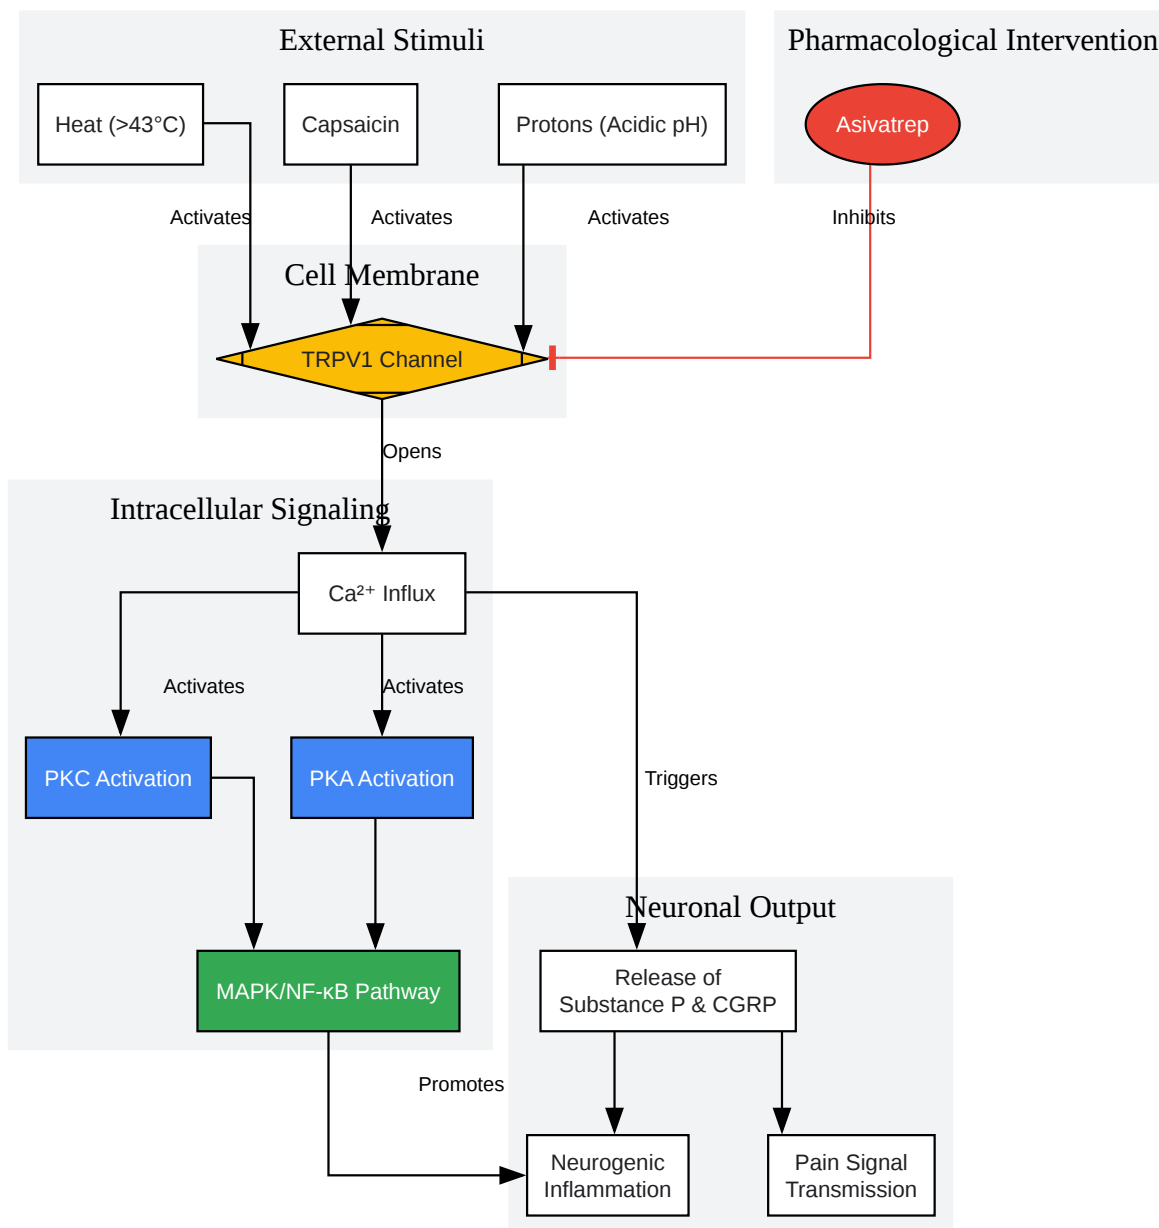 External Stimuli
Pharmacological Intervention
Heat (>43°C)
Capsaicin
Protons (Acidic pH)
Asivatrep
Activates
Activates
Activates
Inhibits
Cell Membrane
TRPV1 Channel
Opens
Intracellular Signaling
Ca²⁺ Influx
Activates
Activates
PKC Activation
PKA Activation
Triggers
Neuronal Output
MAPK/NF-κB Pathway
Release of
Substance P & CGRP
Promotes
Neurogenic
Inflammation
Pain Signal
Transmission